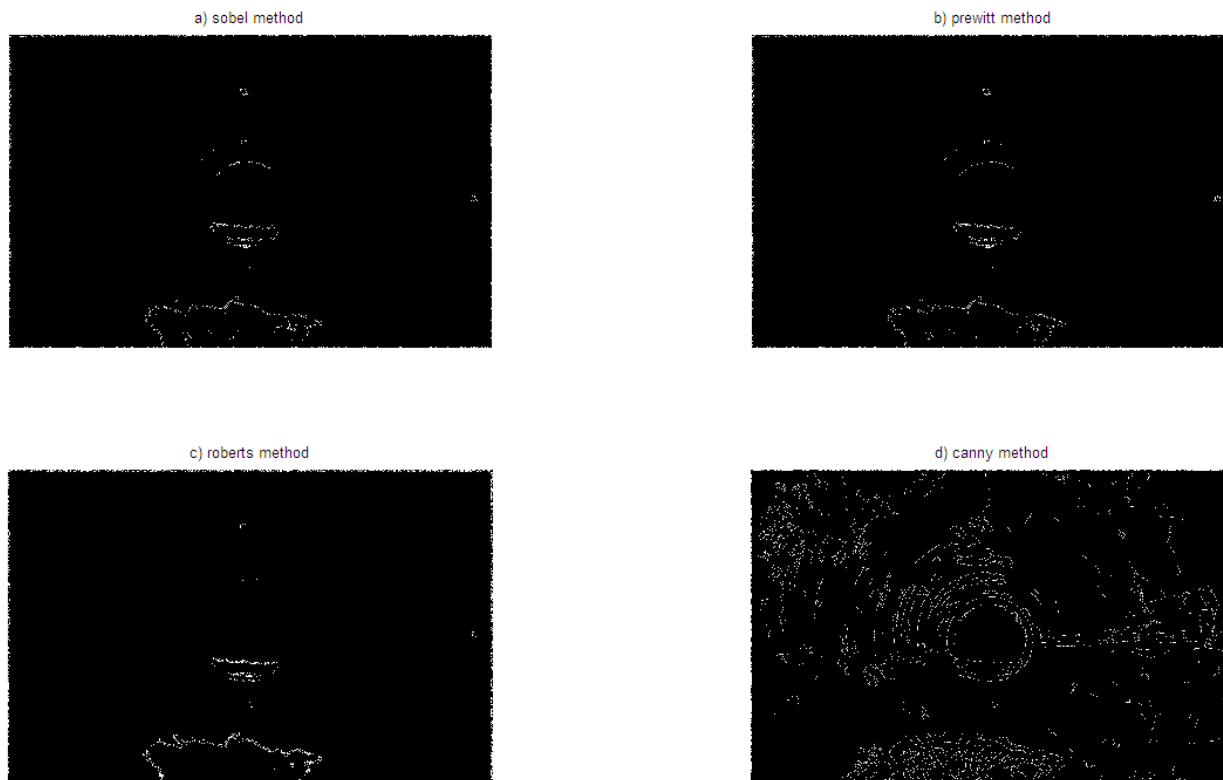 a) sobel method
b) prewitt method
c) roberts method
d) canny method